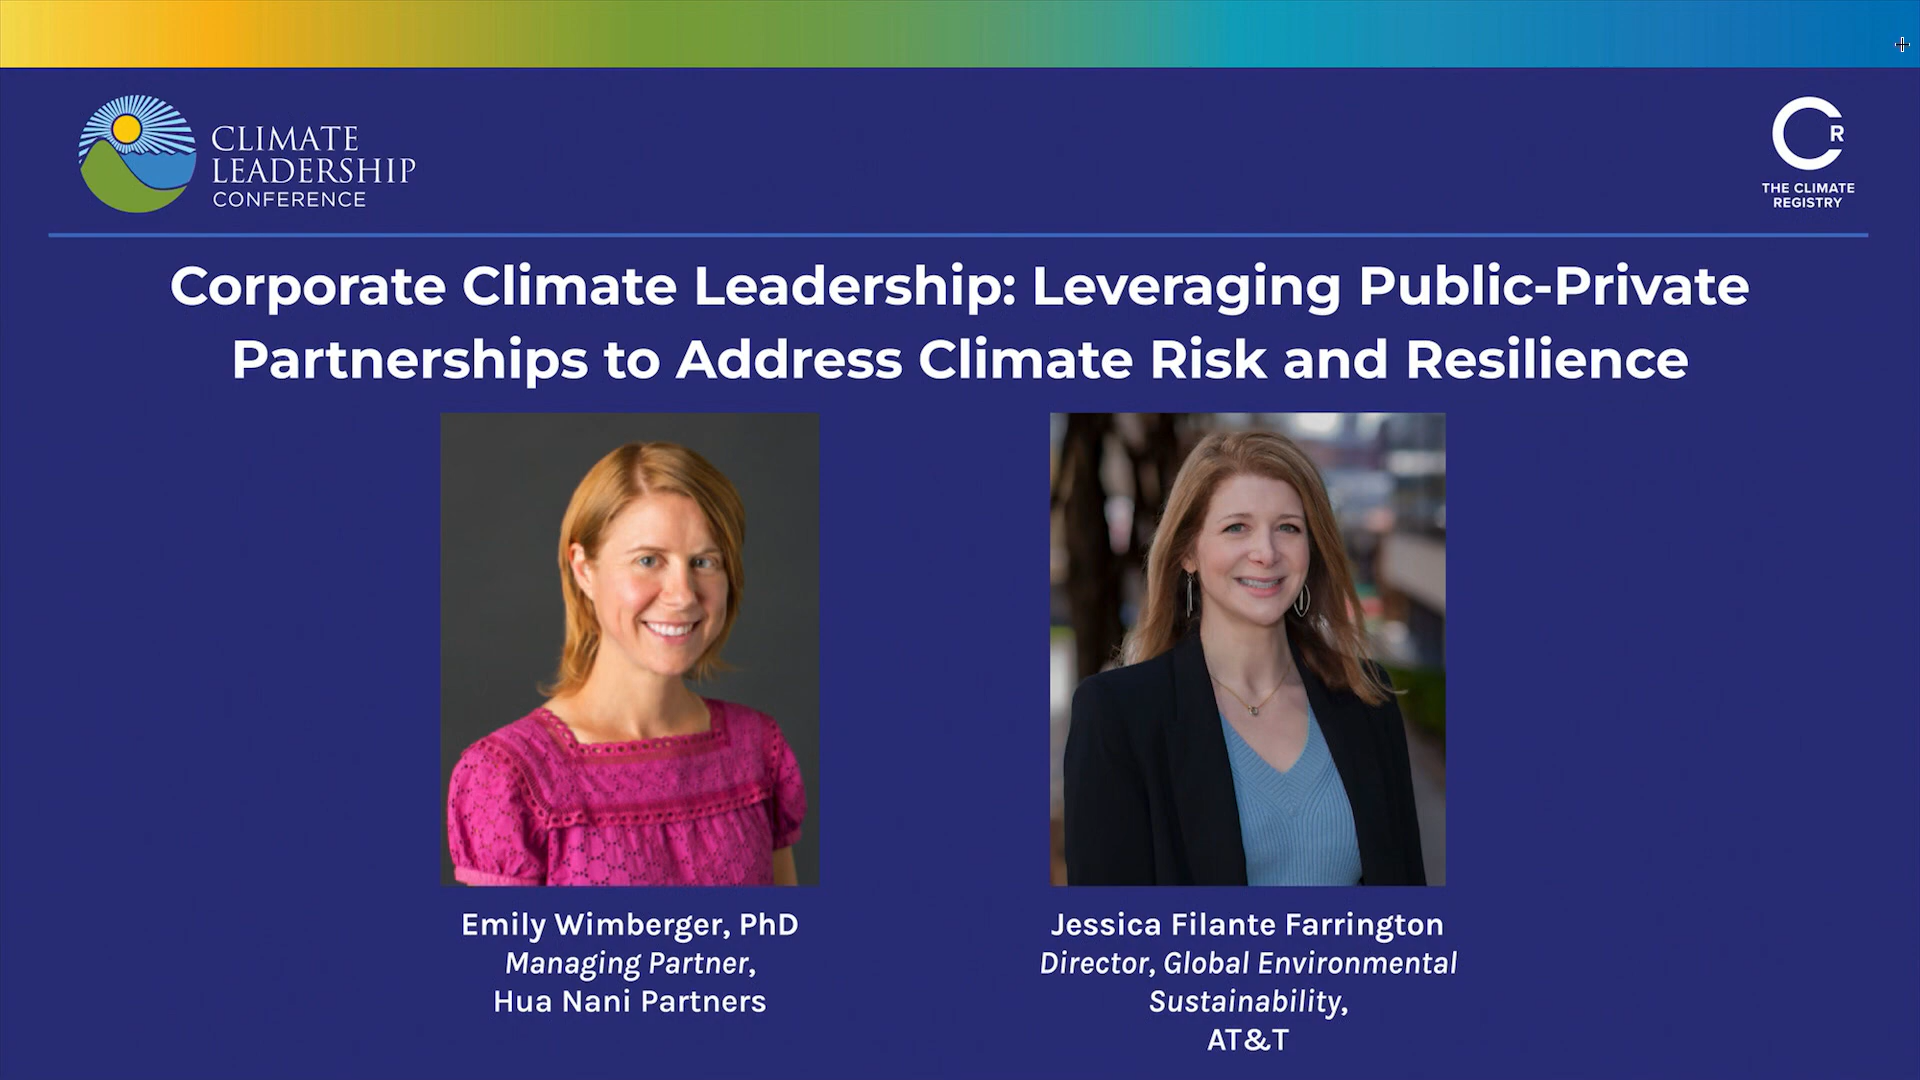 CLIMATE
LEADERSHIP
CONFERENCE
CR
THE CLIMATE
REGISTRY
Corporate Climate Leadership: Leveraging Public-Private
Partnerships to Address Climate Risk and Resilience
Emily Wimberger, PhD
Managing Partner,
Hua Nani Partners
Jessica Filante Farrington
Director, Global Environmental
Sustainability,
AT&T